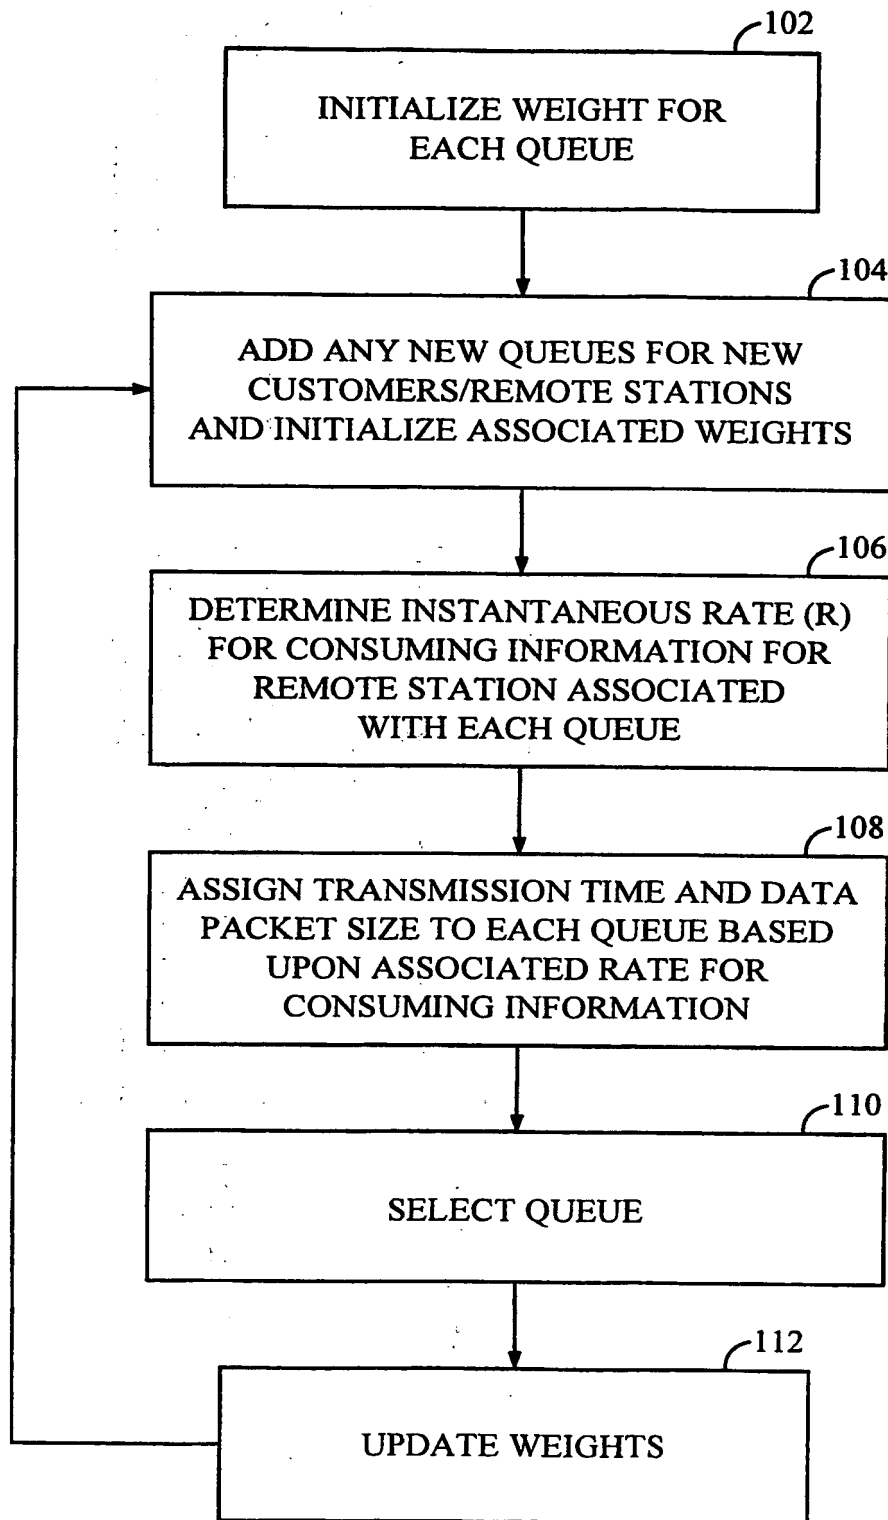 102
INITIALIZE WEIGHT FOR
EACH QUEUE
104
ADD ANY NEW QUEUES FOR NEW
CUSTOMERS/REMOTE STATIONS
AND INITIALIZE ASSOCIATED WEIGHTS
106
DETERMINE INSTANTANEOUS RATE (R)
FOR CONSUMING INFORMATION FOR
REMOTE STATION ASSOCIATED
WITH EACH QUEUE
108
ASSIGN TRANSMISSION TIME AND DATA
PACKET SIZE TO EACH QUEUE BASED
UPON ASSOCIATED RATE FOR
CONSUMING INFORMATION
110
SELECT QUEUE
112
UPDATE WEIGHTS